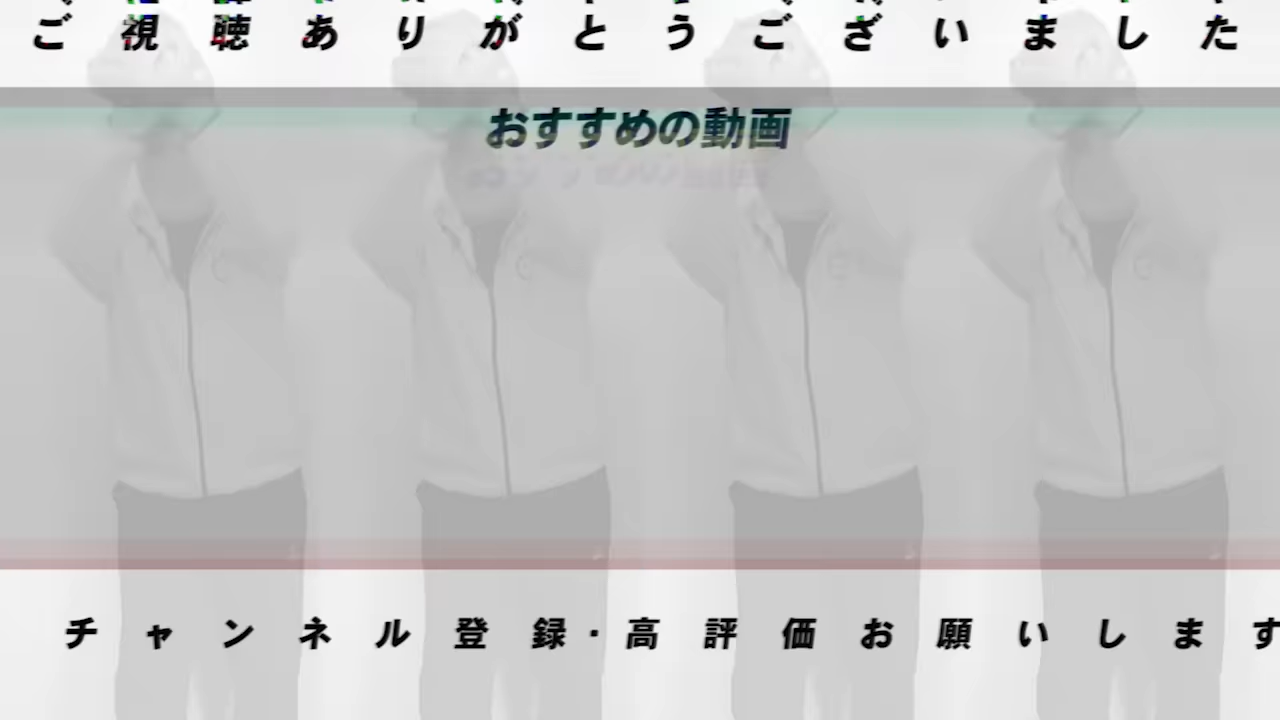 ご視聴ありがとうございました
おすすめの動画
チャンネル登録・高評価お願いします